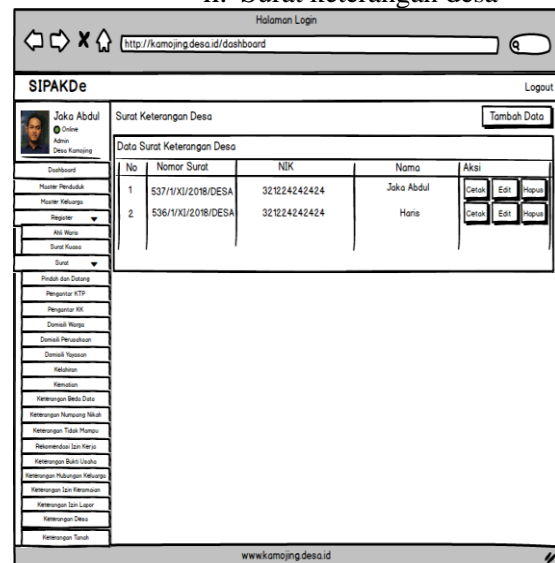 II. Surat keterangan desa
Halaman Login
http://kamojing.desa.id/dashboard
SIPAKDe
Logout
Jaka Abdul
Online
Admin
Desa Kamojing
Surat Keterangan Desa
Tambah Data
Data Surat Keterangan Desa
No Nomor Surat NIK Nama Aksi
1 537/1/XI/2018/DESA 321224242424 Jaka Abdul Cetak Edit Hapus
2 536/1/XI/2018/DESA 321224242424 Haris Cetak Edit Hapus
Dashboard
Master Penduduk
Master Keluarga
Register
Ahli Waris
Surat Kuasa
Surat
Pindah dan Datang
Pengantar KTP
Pengantar KK
Domisili Warga
Domisili Perusahaan
Domisili Yayasan
Kelahiran
Kematian
Keterangan Beda Data
Keterangan Numpang Nikah
Keterangan Tidak Mampu
Rekomendasi Izin Kerja
Keterangan Bukti Usaha
Keterangan Hubungan Keluarga
Keterangan Izin Keramaian
Keterangan Izin Lapor
Keterangan Desa
Keterangan Tanah
www.kamojing.desa.id